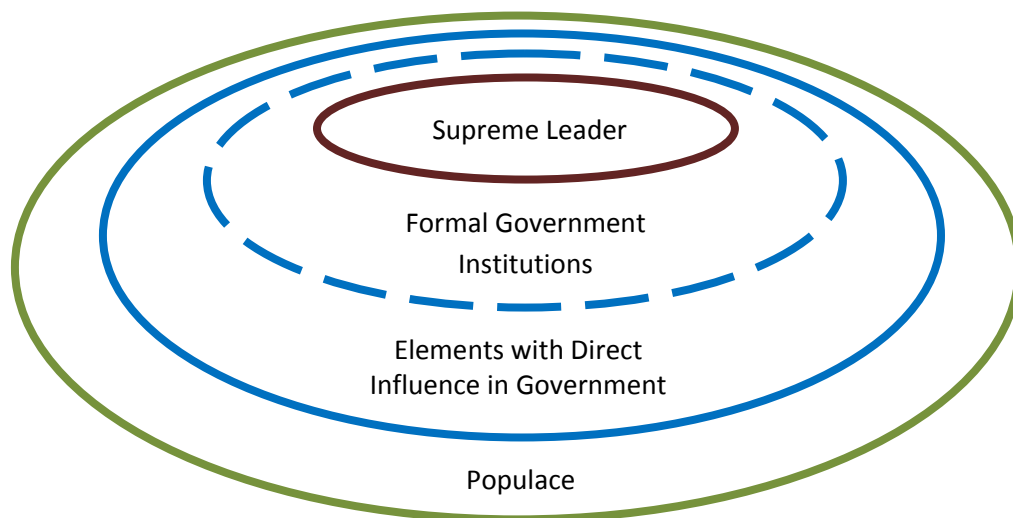 Supreme Leader
Formal Government
Institutions
Elements with Direct
Influence in Government
Populace